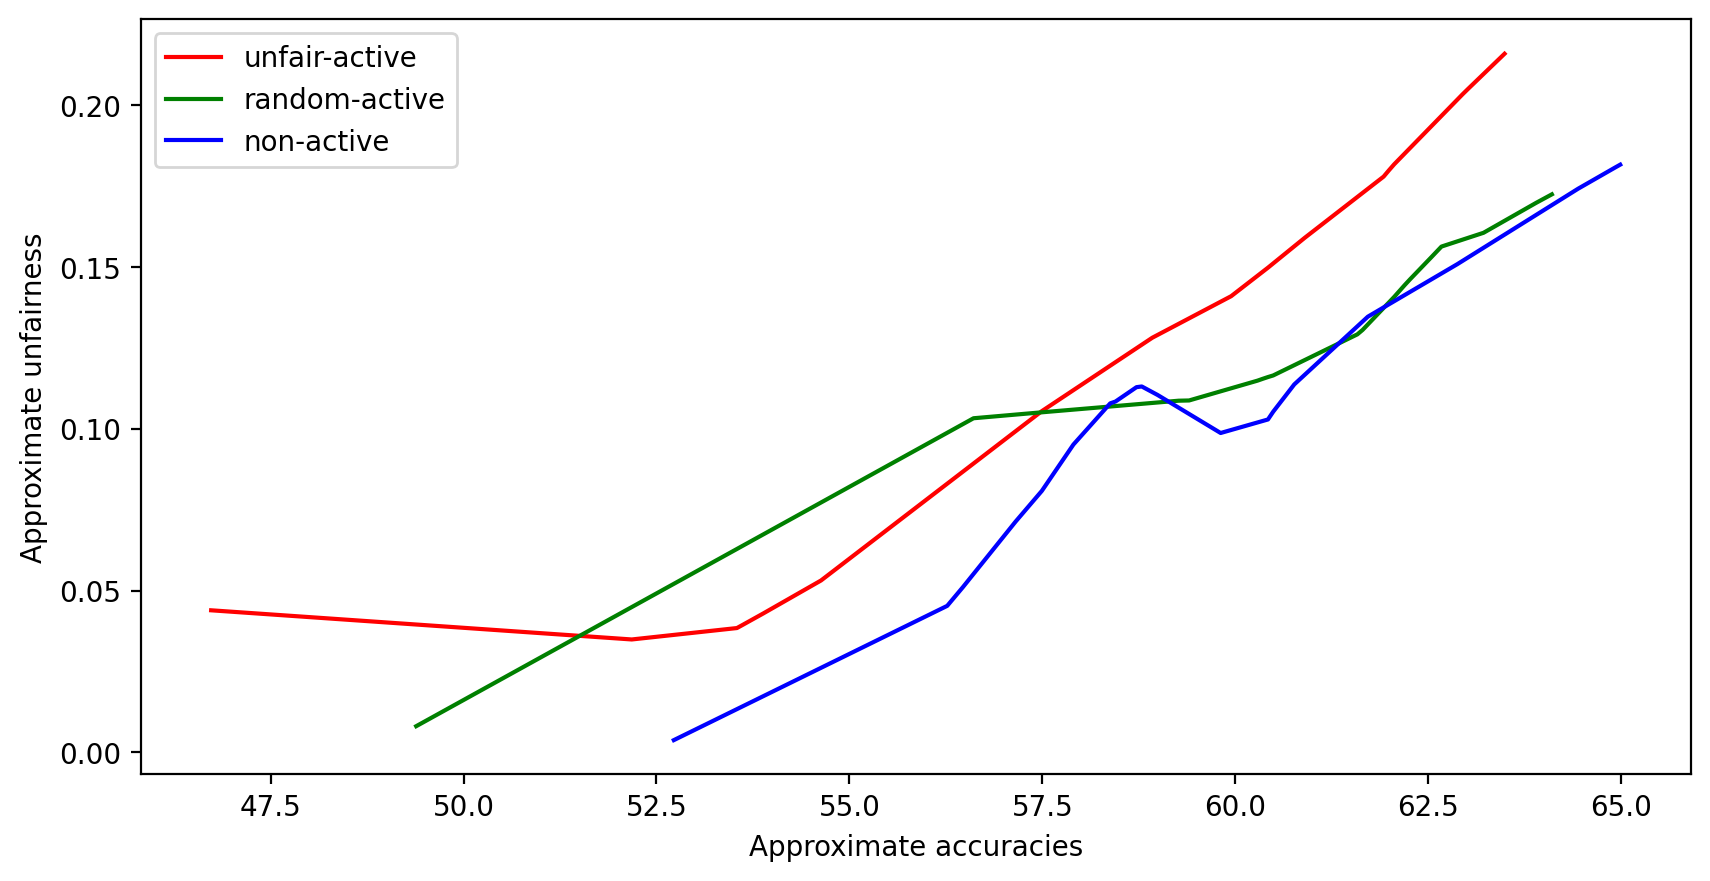 unfair-active
random-active
non-active
Approximate unfairness
0.20
0.15
0.10
0.05
0.00
47.5 50.0 52.5 55.0 57.5 60.0 62.5 65.0
Approximate accuracies